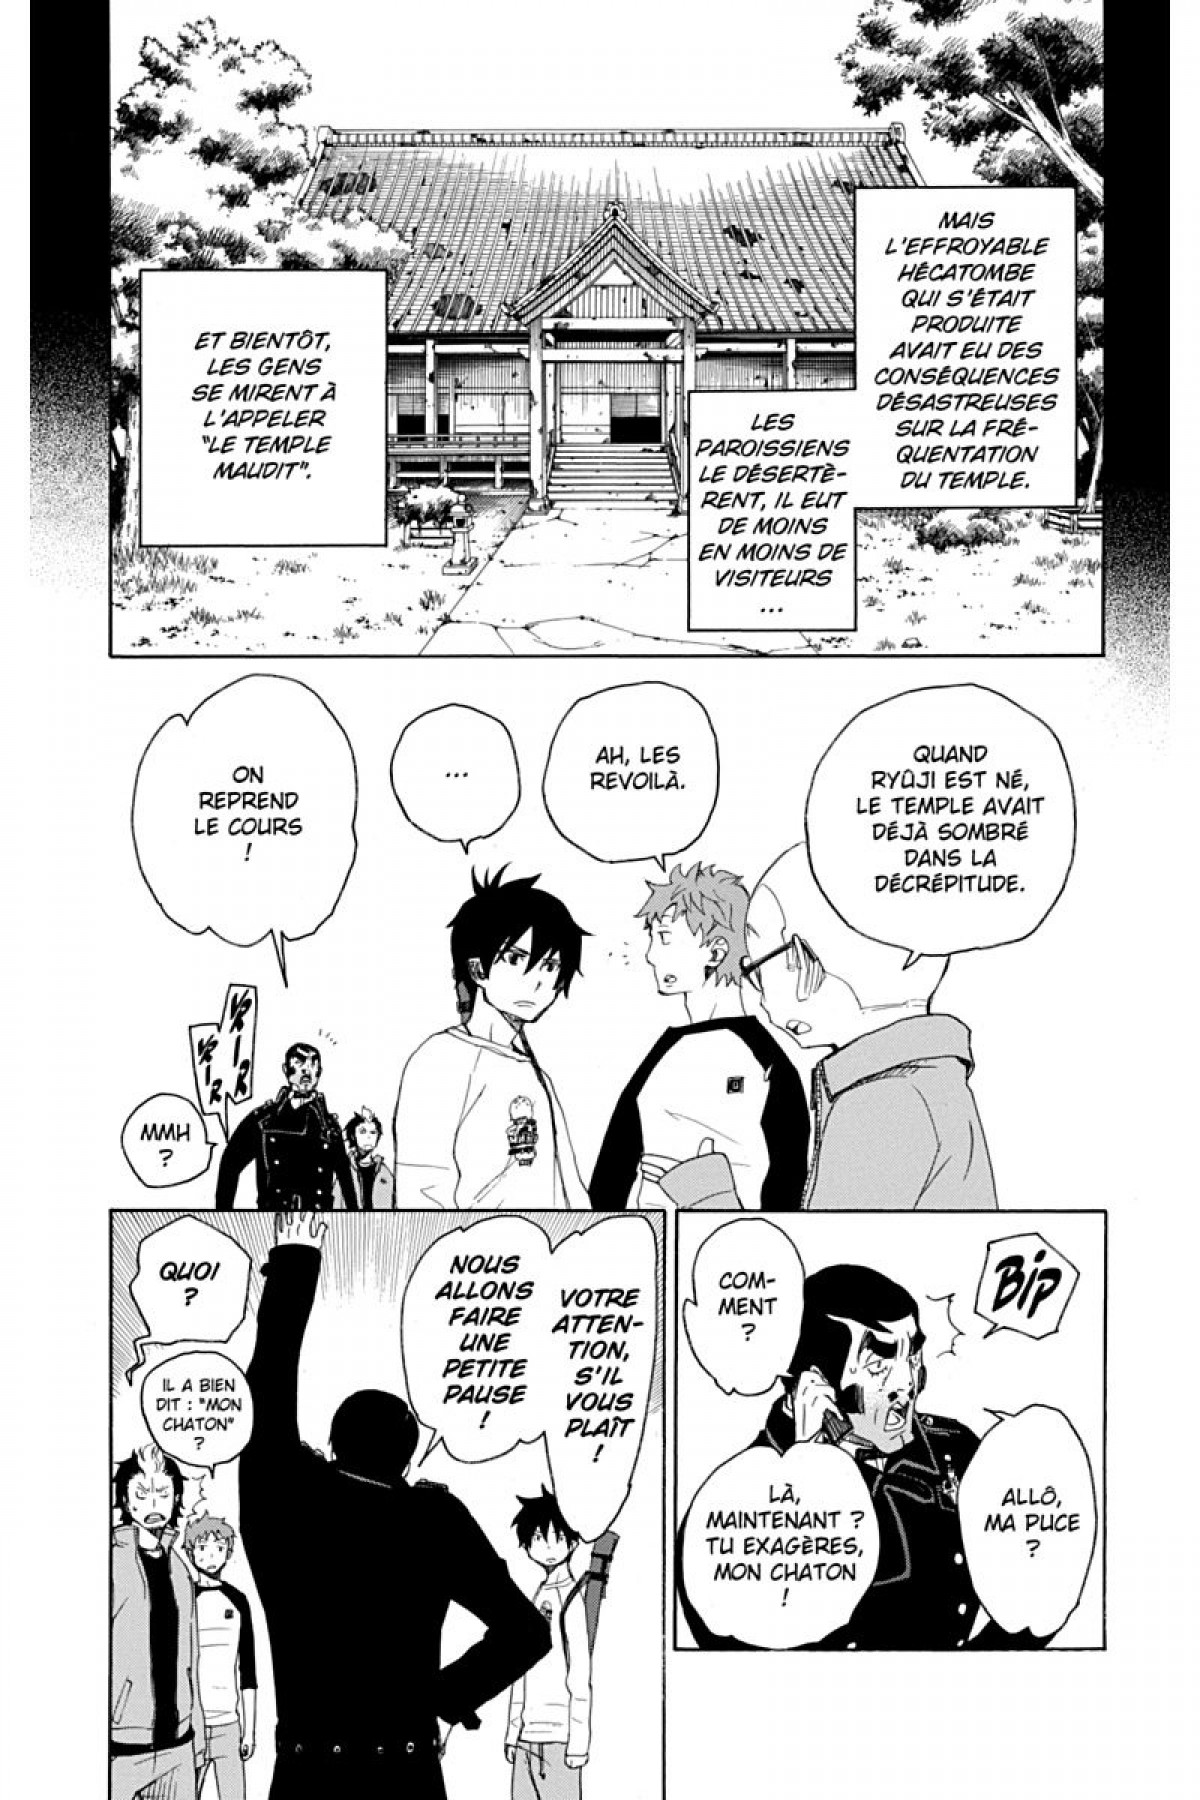 MAIS
L'EFFROYABLE
HÉCATOMBE
QUI S'ÉTAIT
PRODUITE
AVAIT EU DES
CONSÉQUENCES
DÉSASTREUSES
SUR LA FRÉ-
QUENTATION
DU TEMPLE.
LES
PAROISSIENS
LE DÉSERTÈ-
RENT, IL EUT
DE MOINS
EN MOINS DE
VISITEURS
...
ET BIENTÔT,
LES GENS
SE MIRENT À
L'APPELER
"LE TEMPLE
MAUDIT".
QUAND
RYÛJI EST NÉ,
LE TEMPLE AVAIT
DÉJÀ SOMBRÉ
DANS LA
DÉCRÉPITUDE.
AH, LES
REVOILÀ.
...
ON
REPREND
LE COURS
!
VRIR
VRIR
MMH
?
BIP
ALLÔ,
MA PUCE
?
COM-
MENT
?
LÀ,
MAINTENANT ?
TU EXAGÈRES,
MON CHATON
!
VOTRE
ATTEN-
TION,
S'IL
VOUS
PLAÎT
!
NOUS
ALLONS
FAIRE
UNE
PETITE
PAUSE
!
QUOI
?
IL A BIEN
DIT : "MON
CHATON"
?